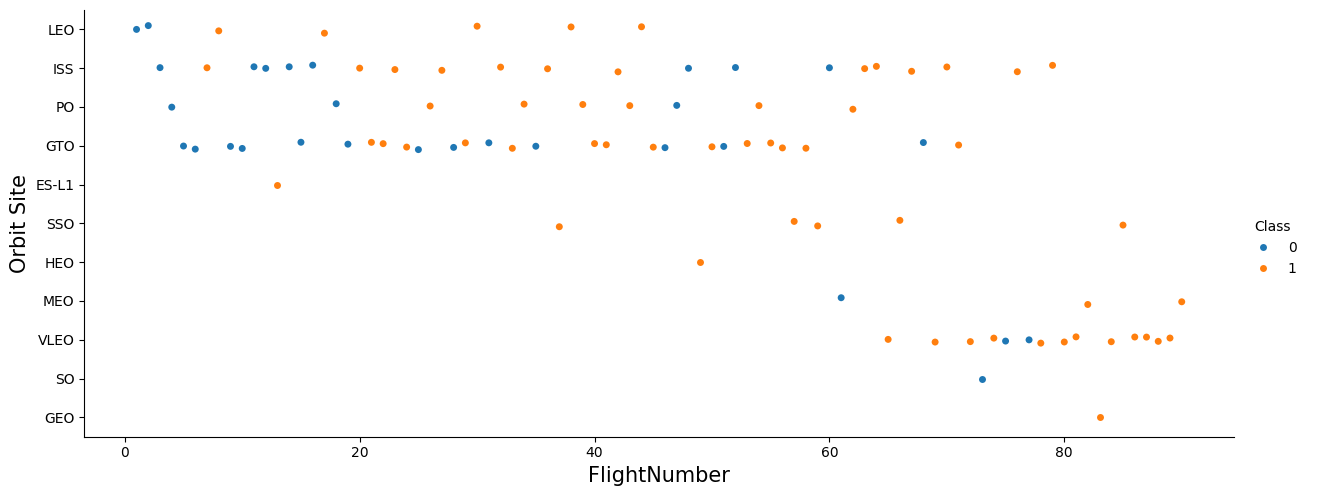 Orbit Site
LEO
ISS
PO
GTO
ES-L1
SSO
HEO
MEO
VLEO
SO
GEO
0 20 40 60 80
FlightNumber
Class
0
1